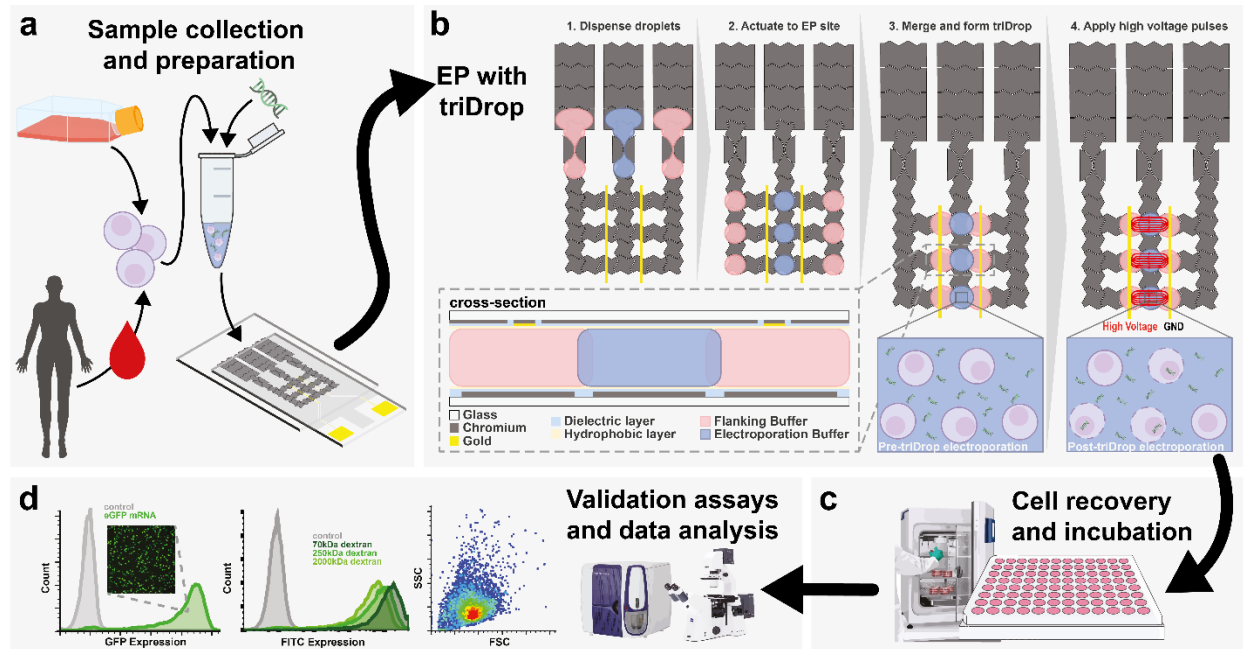 a
Sample collection
and preparation
b
EP with
triDrop
1. Dispense droplets
2. Actuate to EP site
3. Merge and form triDrop
4. Apply high voltage pulses
High Voltage GND
cross-section
Glass
Chromium
Gold
Dielectric layer
Hydrophobic layer
Flanking Buffer
Electroporation Buffer
Pre-triDrop electroporation
Post-triDrop electroporation
c
Cell recovery
and incubation
d
Validation assays
and data analysis
control
eGFP mRNA
Count
GFP Expression
control
70kDa dextran
250kDa dextran
2000kDa dextran
Count
FITC Expression
SSC
FSC